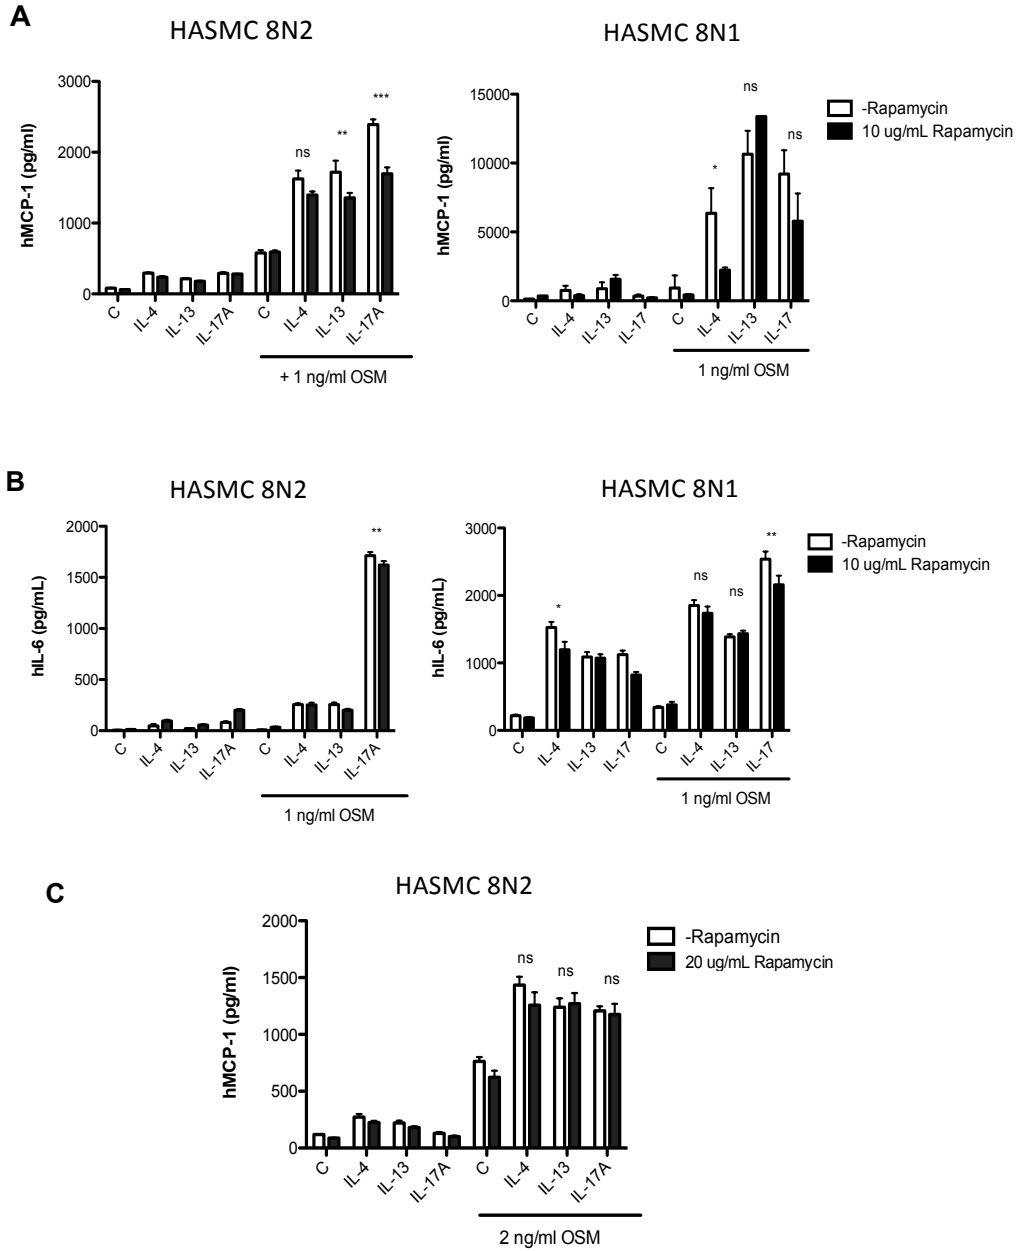 A
HASMC 8N2
hMCP-1 (pg/ml)
3000
2000
1000
0
ns
**
***
C
IL-4
IL-13
IL-17A
C
IL-4
IL-13
IL-17A
+ 1 ng/ml OSM
HASMC 8N1
hMCP-1 (pg/ml)
15000
10000
5000
0
*
ns
ns
C
IL-4
IL-13
IL-17
C
IL-4
IL-13
IL-17
1 ng/ml OSM
-Rapamycin
10 ug/mL Rapamycin
B
HASMC 8N2
hIL-6 (pg/mL)
2000
1500
1000
500
0
**
C
IL-4
IL-13
IL-17A
C
IL-4
IL-13
IL-17A
1 ng/ml OSM
HASMC 8N1
hIL-6 (pg/mL)
3000
2000
1000
0
*
ns
ns
**
C
IL-4
IL-13
IL-17
C
IL-4
IL-13
IL-17
1 ng/ml OSM
-Rapamycin
10 ug/mL Rapamycin
C
HASMC 8N2
hMCP-1 (pg/ml)
2000
1500
1000
500
0
ns
ns
ns
C
IL-4
IL-13
IL-17A
C
IL-4
IL-13
IL-17A
2 ng/ml OSM
-Rapamycin
20 ug/mL Rapamycin